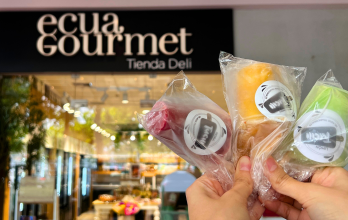 ecua.
Gourmet
Tienda Deli